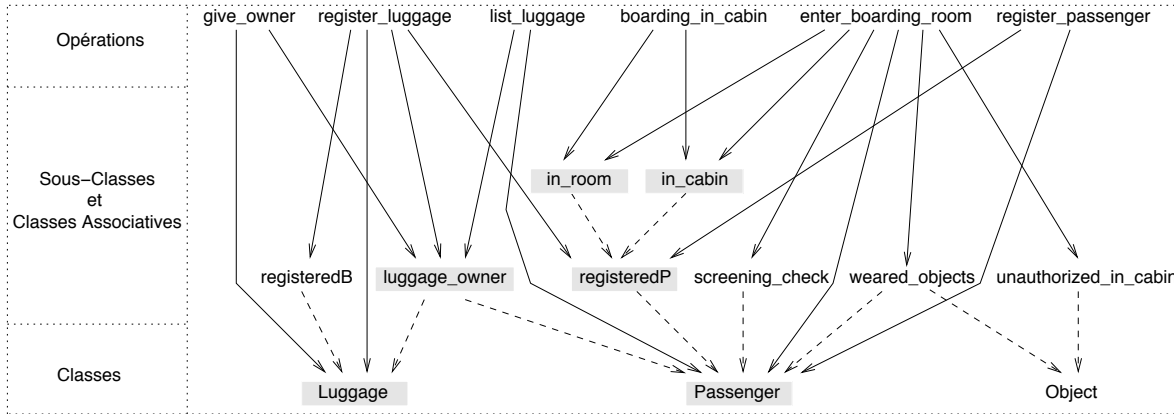 give_owner register_luggage list_luggage boarding_in_cabin enter_boarding_room register_passenger
Opérations
Sous−Classes
et
Classes Associatives
in_room in_cabin
registeredB luggage_owner registeredP screening_check weared_objects unauthorized_in_cabin
Classes
Luggage Passenger Object